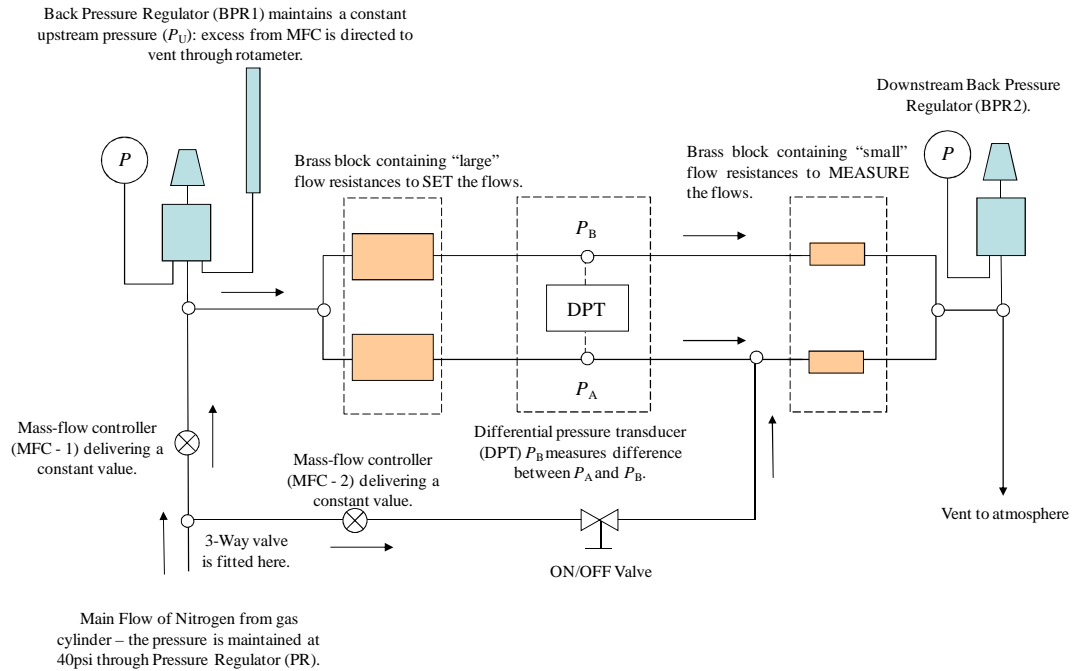 Back Pressure Regulator (BPR1) maintains a constant
upstream pressure (PU): excess from MFC is directed to
vent through rotameter.
Downstream Back Pressure
Regulator (BPR2).
P
Brass block containing “large”
flow resistances to SET the flows.
Brass block containing “small”
flow resistances to MEASURE
the flows.
P
PB
DPT
PA
Mass-flow controller
(MFC - 1) delivering a
constant value.
Mass-flow controller
(MFC - 2) delivering a
constant value.
Differential pressure transducer
(DPT) PB measures difference
between PA and PB.
Vent to atmosphere
3-Way valve
is fitted here.
ON/OFF Valve
Main Flow of Nitrogen from gas
cylinder – the pressure is maintained at
40psi through Pressure Regulator (PR).